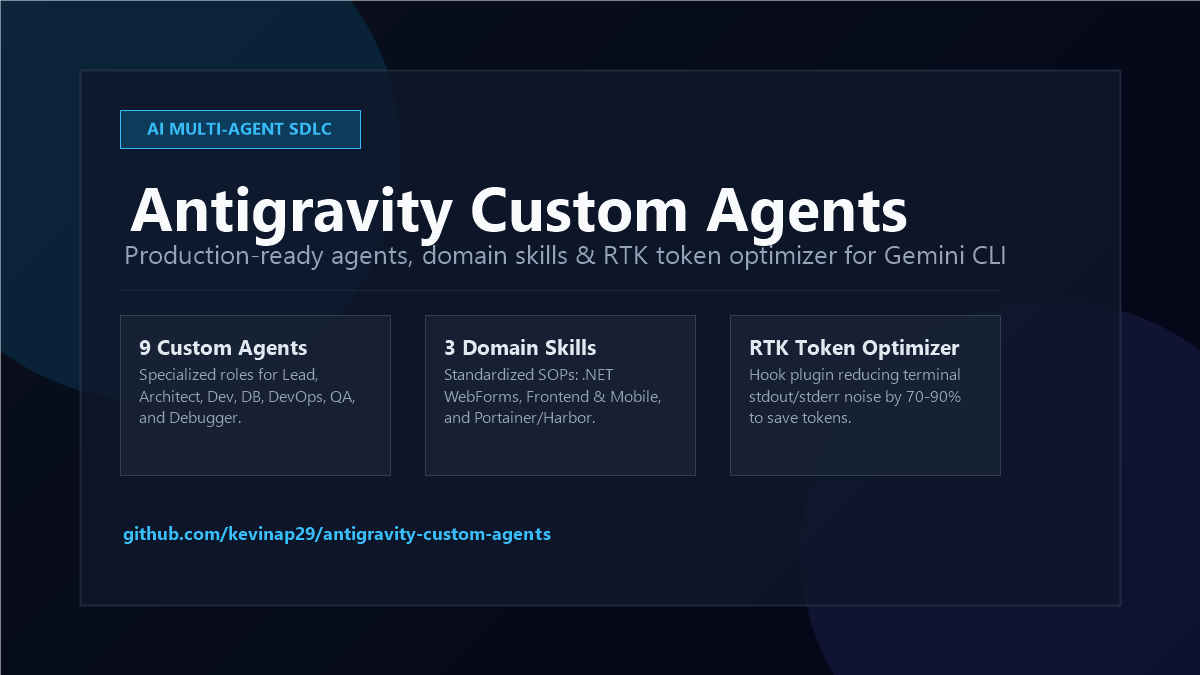 AI MULTI-AGENT SDLC
Antigravity Custom Agents
Production-ready agents, domain skills & RTK token optimizer for Gemini CLI
9 Custom Agents
Specialized roles for Lead,
Architect, Dev, DB, DevOps, QA,
and Debugger.
3 Domain Skills
Standardized SOPs: .NET
WebForms, Frontend & Mobile,
and Portainer/Harbor.
RTK Token Optimizer
Hook plugin reducing terminal
stdout/stderr noise by 70-90%
to save tokens.
github.com/kevinap29/antigravity-custom-agents